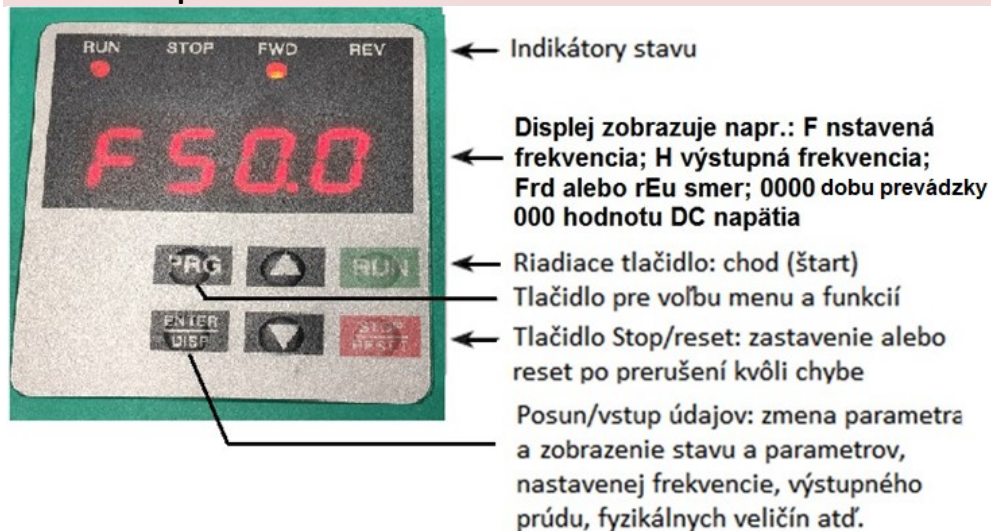 RUN STOP FWD REV
Indikátory stavu
F50.0
Displej zobrazuje napr.: F nstavená
frekvencia; H výstupná frekvencia;
Frd alebo rEu smer; 0000 dobu prevádzky
000 hodnotu DC napätia
PRG RUN
Riadiace tlačidlo: chod (štart)
Tlačidlo pre voľbu menu a funkcií
ENTER
DISP
STOP
RESET
Tlačidlo Stop/reset: zastavenie alebo
reset po prerušení kvôli chybe
Posun/vstup údajov: zmena parametra
a zobrazenie stavu a parametrov,
nastavenej frekvencie, výstupného
prúdu, fyzikálnych veličín atď.